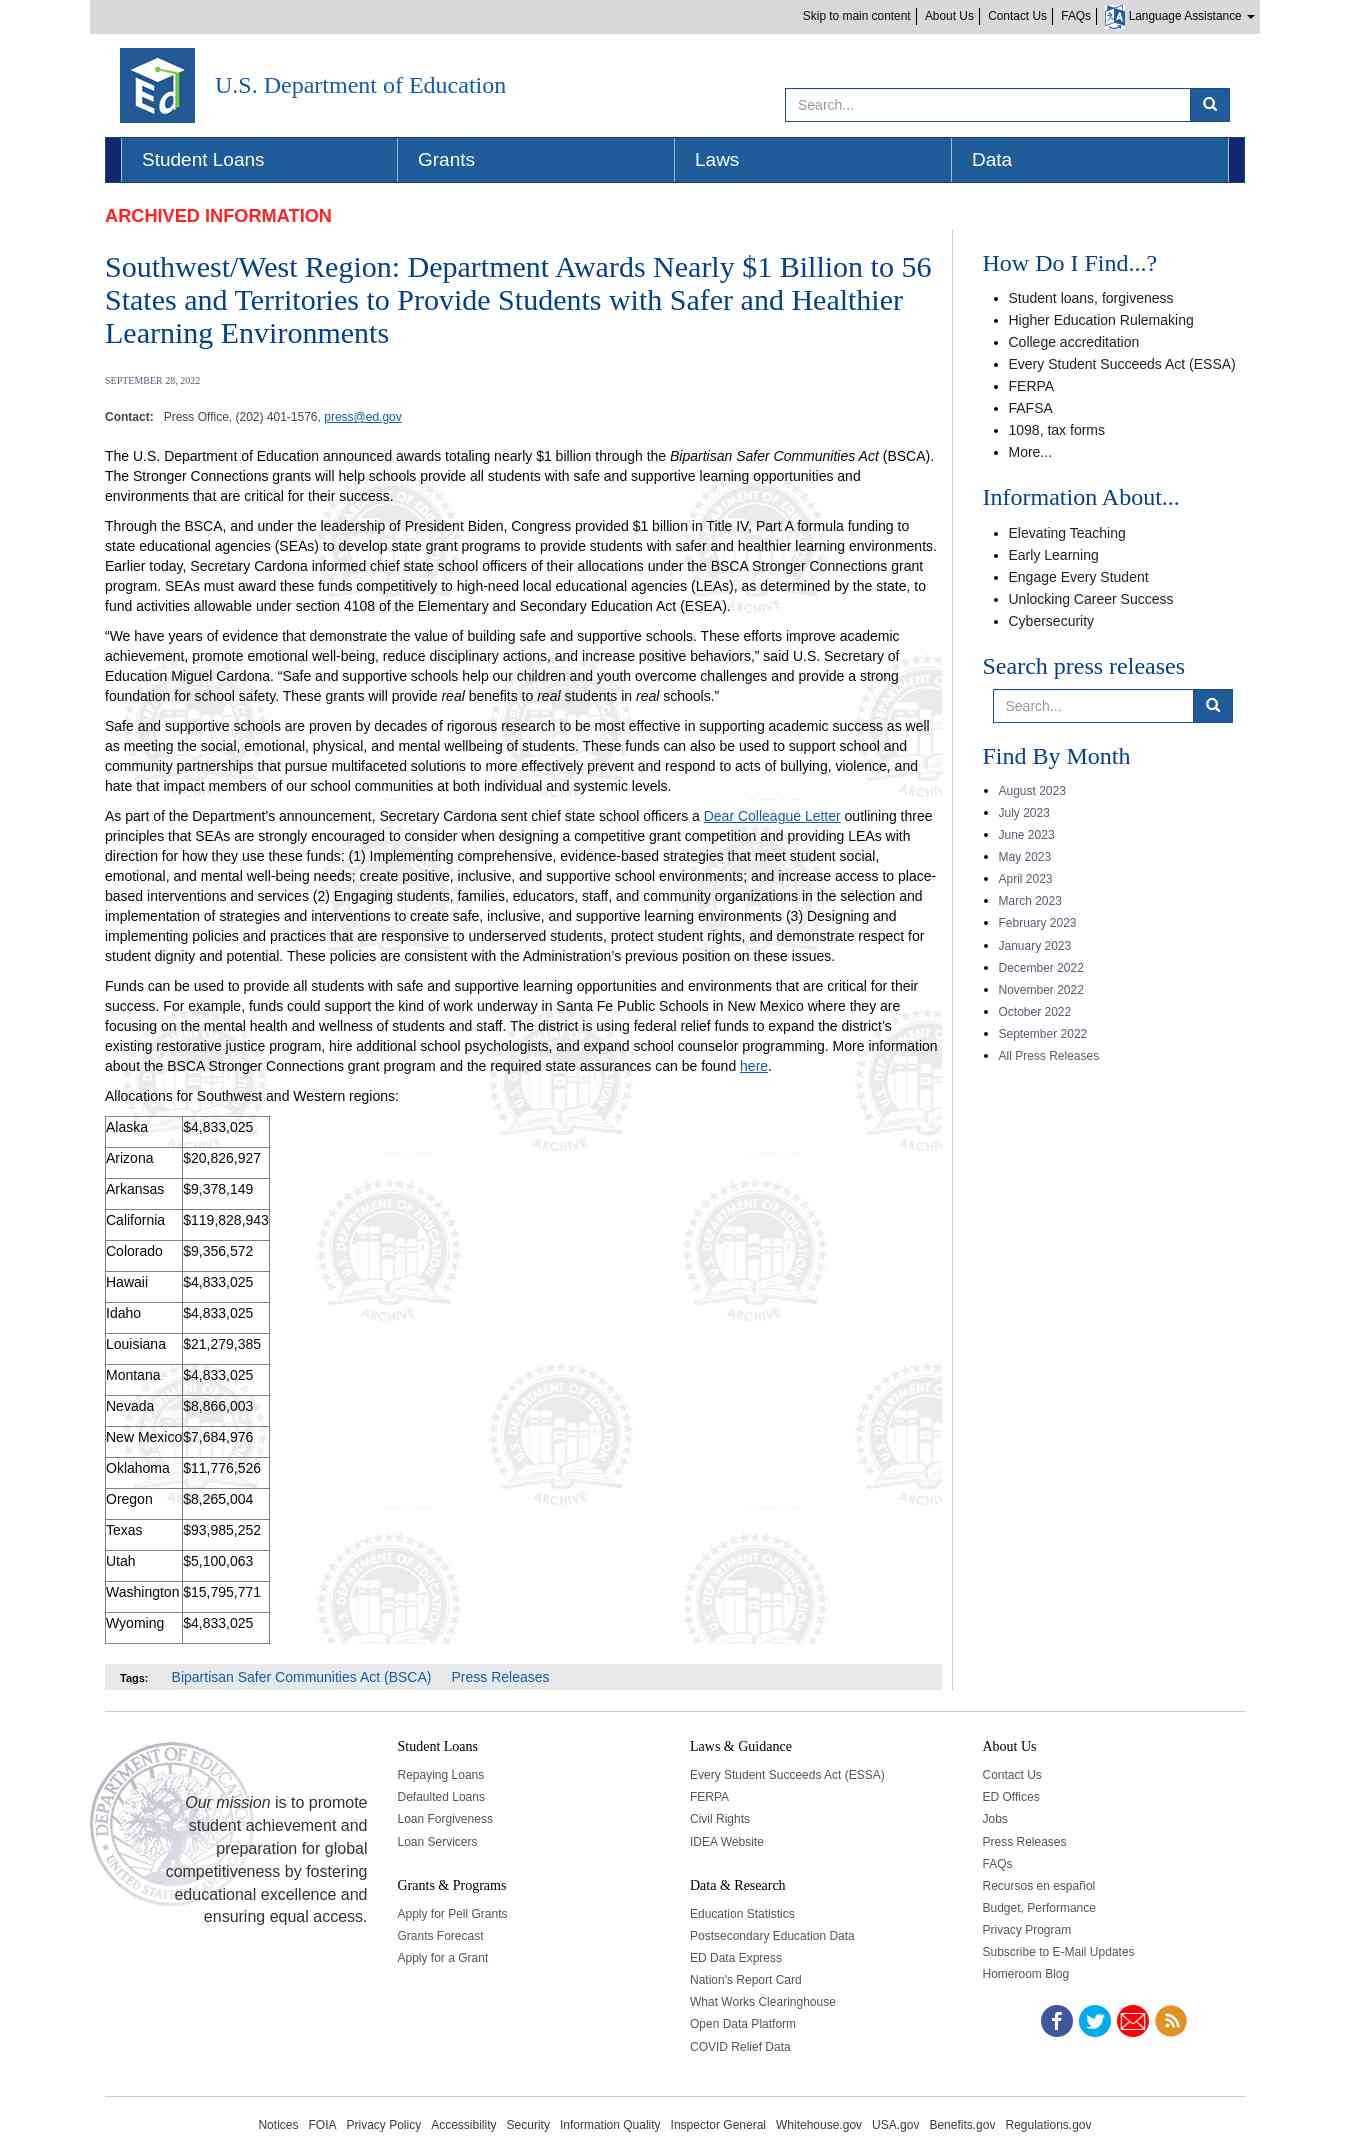 Skip to main content About Us Contact Us FAQs Language Assistance
U.S. Department of Education
Search...
Student Loans Grants Laws Data
ARCHIVED INFORMATION
Southwest/West Region: Department Awards Nearly $1 Billion to 56
States and Territories to Provide Students with Safer and Healthier
Learning Environments
SEPTEMBER 28, 2022
Contact: Press Office, (202) 401-1576, press@ed.gov
The U.S. Department of Education announced awards totaling nearly $1 billion through the Bipartisan Safer Communities Act (BSCA).
The Stronger Connections grants will help schools provide all students with safe and supportive learning opportunities and
environments that are critical for their success.
Through the BSCA, and under the leadership of President Biden, Congress provided $1 billion in Title IV, Part A formula funding to
state educational agencies (SEAs) to develop state grant programs to provide students with safer and healthier learning environments.
Earlier today, Secretary Cardona informed chief state school officers of their allocations under the BSCA Stronger Connections grant
program. SEAs must award these funds competitively to high-need local educational agencies (LEAs), as determined by the state, to
fund activities allowable under section 4108 of the Elementary and Secondary Education Act (ESEA).
“We have years of evidence that demonstrate the value of building safe and supportive schools. These efforts improve academic
achievement, promote emotional well-being, reduce disciplinary actions, and increase positive behaviors,” said U.S. Secretary of
Education Miguel Cardona. “Safe and supportive schools help our children and youth overcome challenges and provide a strong
foundation for school safety. These grants will provide real benefits to real students in real schools.”
Safe and supportive schools are proven by decades of rigorous research to be most effective in supporting academic success as well
as meeting the social, emotional, physical, and mental wellbeing of students. These funds can also be used to support school and
community partnerships that pursue multifaceted solutions to more effectively prevent and respond to acts of bullying, violence, and
hate that impact members of our school communities at both individual and systemic levels.
As part of the Department's announcement, Secretary Cardona sent chief state school officers a Dear Colleague Letter outlining three
principles that SEAs are strongly encouraged to consider when designing a competitive grant competition and providing LEAs with
direction for how they use these funds: (1) Implementing comprehensive, evidence-based strategies that meet student social,
emotional, and mental well-being needs; create positive, inclusive, and supportive school environments; and increase access to place-
based interventions and services (2) Engaging students, families, educators, staff, and community organizations in the selection and
implementation of strategies and interventions to create safe, inclusive, and supportive learning environments (3) Designing and
implementing policies and practices that are responsive to underserved students, protect student rights, and demonstrate respect for
student dignity and potential. These policies are consistent with the Administration's previous position on these issues.
Funds can be used to provide all students with safe and supportive learning opportunities and environments that are critical for their
success. For example, funds could support the kind of work underway in Santa Fe Public Schools in New Mexico where they are
focusing on the mental health and wellness of students and staff. The district is using federal relief funds to expand the district's
existing restorative justice program, hire additional school psychologists, and expand school counselor programming. More information
about the BSCA Stronger Connections grant program and the required state assurances can be found here.
Allocations for Southwest and Western regions:
Alaska $4,833,025
Arizona $20,826,927
Arkansas $9,378,149
California $119,828,943
Colorado $9,356,572
Hawaii $4,833,025
Idaho $4,833,025
Louisiana $21,279,385
Montana $4,833,025
Nevada $8,866,003
New Mexico $7,684,976
Oklahoma $11,776,526
Oregon $8,265,004
Texas $93,985,252
Utah $5,100,063
Washington $15,795,771
Wyoming $4,833,025
Tags: Bipartisan Safer Communities Act (BSCA) Press Releases
How Do I Find...?
Student loans, forgiveness
Higher Education Rulemaking
College accreditation
Every Student Succeeds Act (ESSA)
FERPA
FAFSA
1098, tax forms
More...
Information About...
Elevating Teaching
Early Learning
Engage Every Student
Unlocking Career Success
Cybersecurity
Search press releases
Search...
Find By Month
August 2023
July 2023
June 2023
May 2023
April 2023
March 2023
February 2023
January 2023
December 2022
November 2022
October 2022
September 2022
All Press Releases
Our mission is to promote
student achievement and
preparation for global
competitiveness by fostering
educational excellence and
ensuring equal access.
Student Loans
Repaying Loans
Defaulted Loans
Loan Forgiveness
Loan Servicers
Grants & Programs
Apply for Pell Grants
Grants Forecast
Apply for a Grant
Laws & Guidance
Every Student Succeeds Act (ESSA)
FERPA
Civil Rights
IDEA Website
Data & Research
Education Statistics
Postsecondary Education Data
ED Data Express
Nation's Report Card
What Works Clearinghouse
Open Data Platform
COVID Relief Data
About Us
Contact Us
ED Offices
Jobs
Press Releases
FAQs
Recursos en español
Budget, Performance
Privacy Program
Subscribe to E-Mail Updates
Homeroom Blog
Notices FOIA Privacy Policy Accessibility Security Information Quality Inspector General Whitehouse.gov USA.gov Benefits.gov Regulations.gov